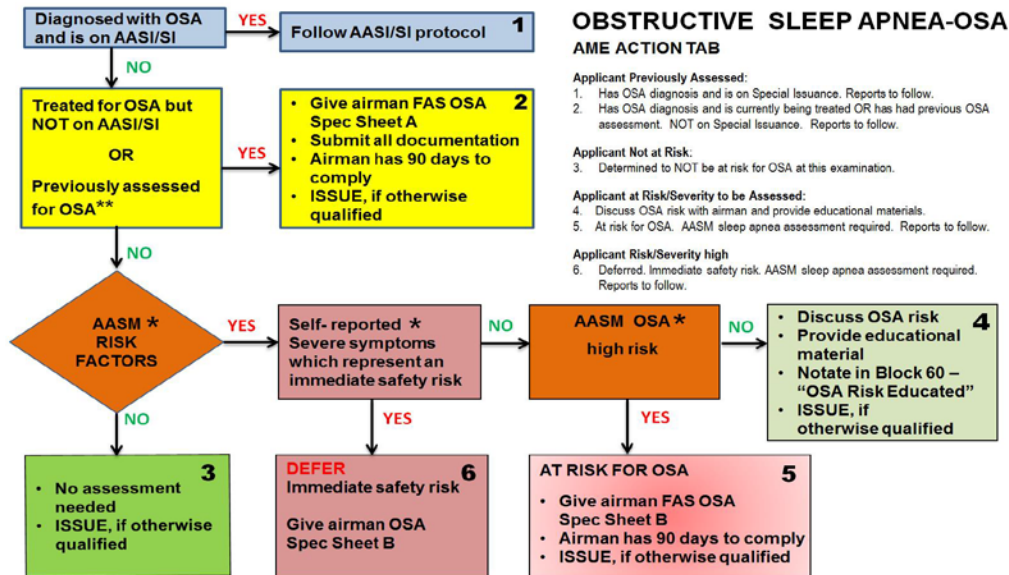 Diagnosed with OSA
and is on AASI/SI
YES
Follow AASI/SI protocol
1
NO
Treated for OSA but
NOT on AASI/SI
OR
Previously assessed
for OSA**
YES
• Give airman FAS OSA
Spec Sheet A
• Submit all documentation
• Airman has 90 days to
comply
• ISSUE, if otherwise
qualified
2
NO
OBSTRUCTIVE SLEEP APNEA-OSA
AME ACTION TAB
Applicant Previously Assessed:
1. Has OSA diagnosis and is on Special Issuance. Reports to follow.
2. Has OSA diagnosis and is currently being treated OR has had previous OSA
assessment. NOT on Special Issuance. Reports to follow.
Applicant Not at Risk:
3. Determined to NOT be at risk for OSA at this examination.
Applicant at Risk/Severity to be Assessed:
4. Discuss OSA risk with airman and provide educational materials.
5. At risk for OSA. AASM sleep apnea assessment required. Reports to follow.
Applicant Risk/Severity high
6. Deferred. Immediate safety risk. AASM sleep apnea assessment required.
Reports to follow.
AASM *
RISK
FACTORS
YES
Self- reported *
Severe symptoms
which represent an
immediate safety risk
NO
AASM OSA *
high risk
NO
• Discuss OSA risk
• Provide educational
material
• Notate in Block 60 –
“OSA Risk Educated”
• ISSUE, if
otherwise qualified
4
NO
YES
YES
• No assessment
needed
• ISSUE, if otherwise
qualified
3
DEFER
Immediate safety risk
Give airman OSA
Spec Sheet B
6
AT RISK FOR OSA
• Give airman FAS OSA
Spec Sheet B
• Airman has 90 days to comply
• ISSUE, if otherwise qualified
5